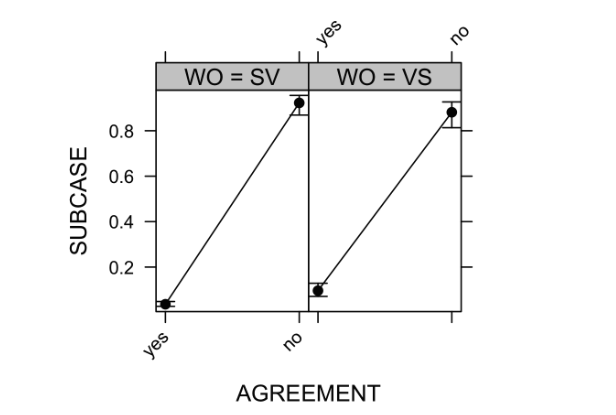 yes
no
WO = SV
WO = VS
0.8
0.6
0.4
0.2
SUBCASE
yes
no
AGREEMENT